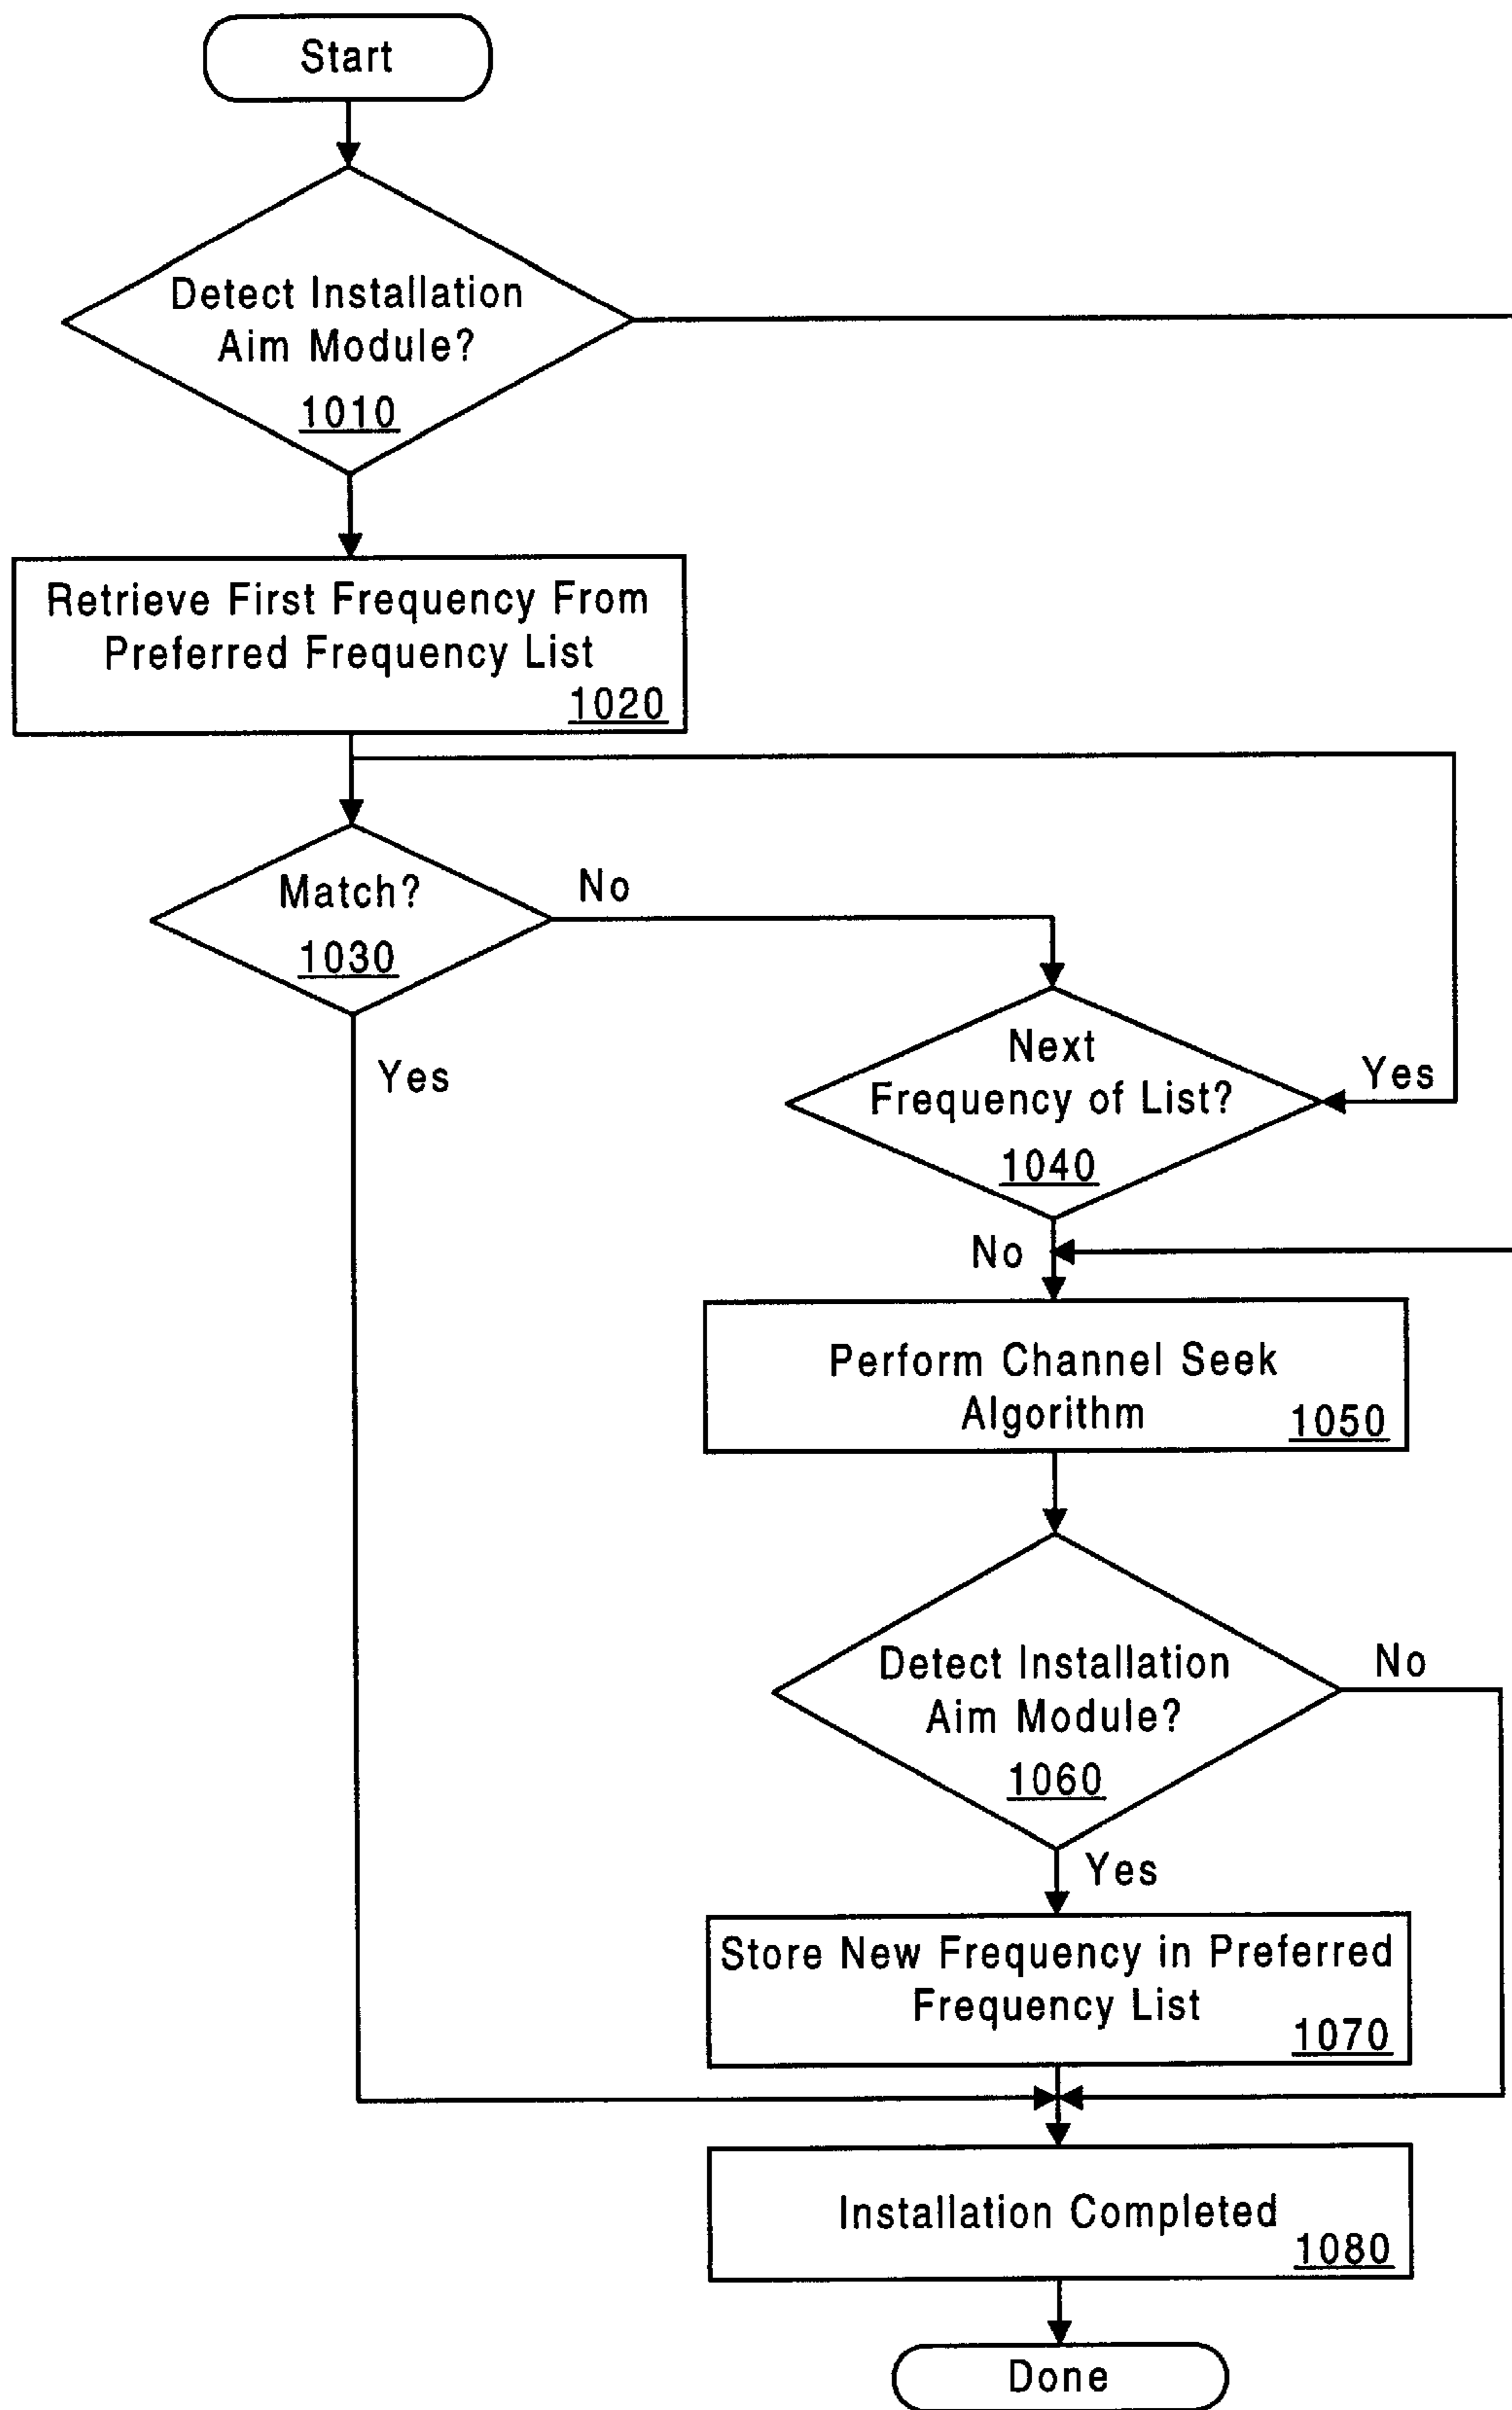 Start
Detect Installation
Aim Module?
1010
Retrieve First Frequency From
Preferred Frequency List
1020
Match?
1030
No
Yes
Next
Frequency of List?
1040
Yes
No
Perform Channel Seek
Algorithm
1050
Detect Installation
Aim Module?
1060
No
Yes
Store New Frequency in Preferred
Frequency List
1070
Installation Completed
1080
Done